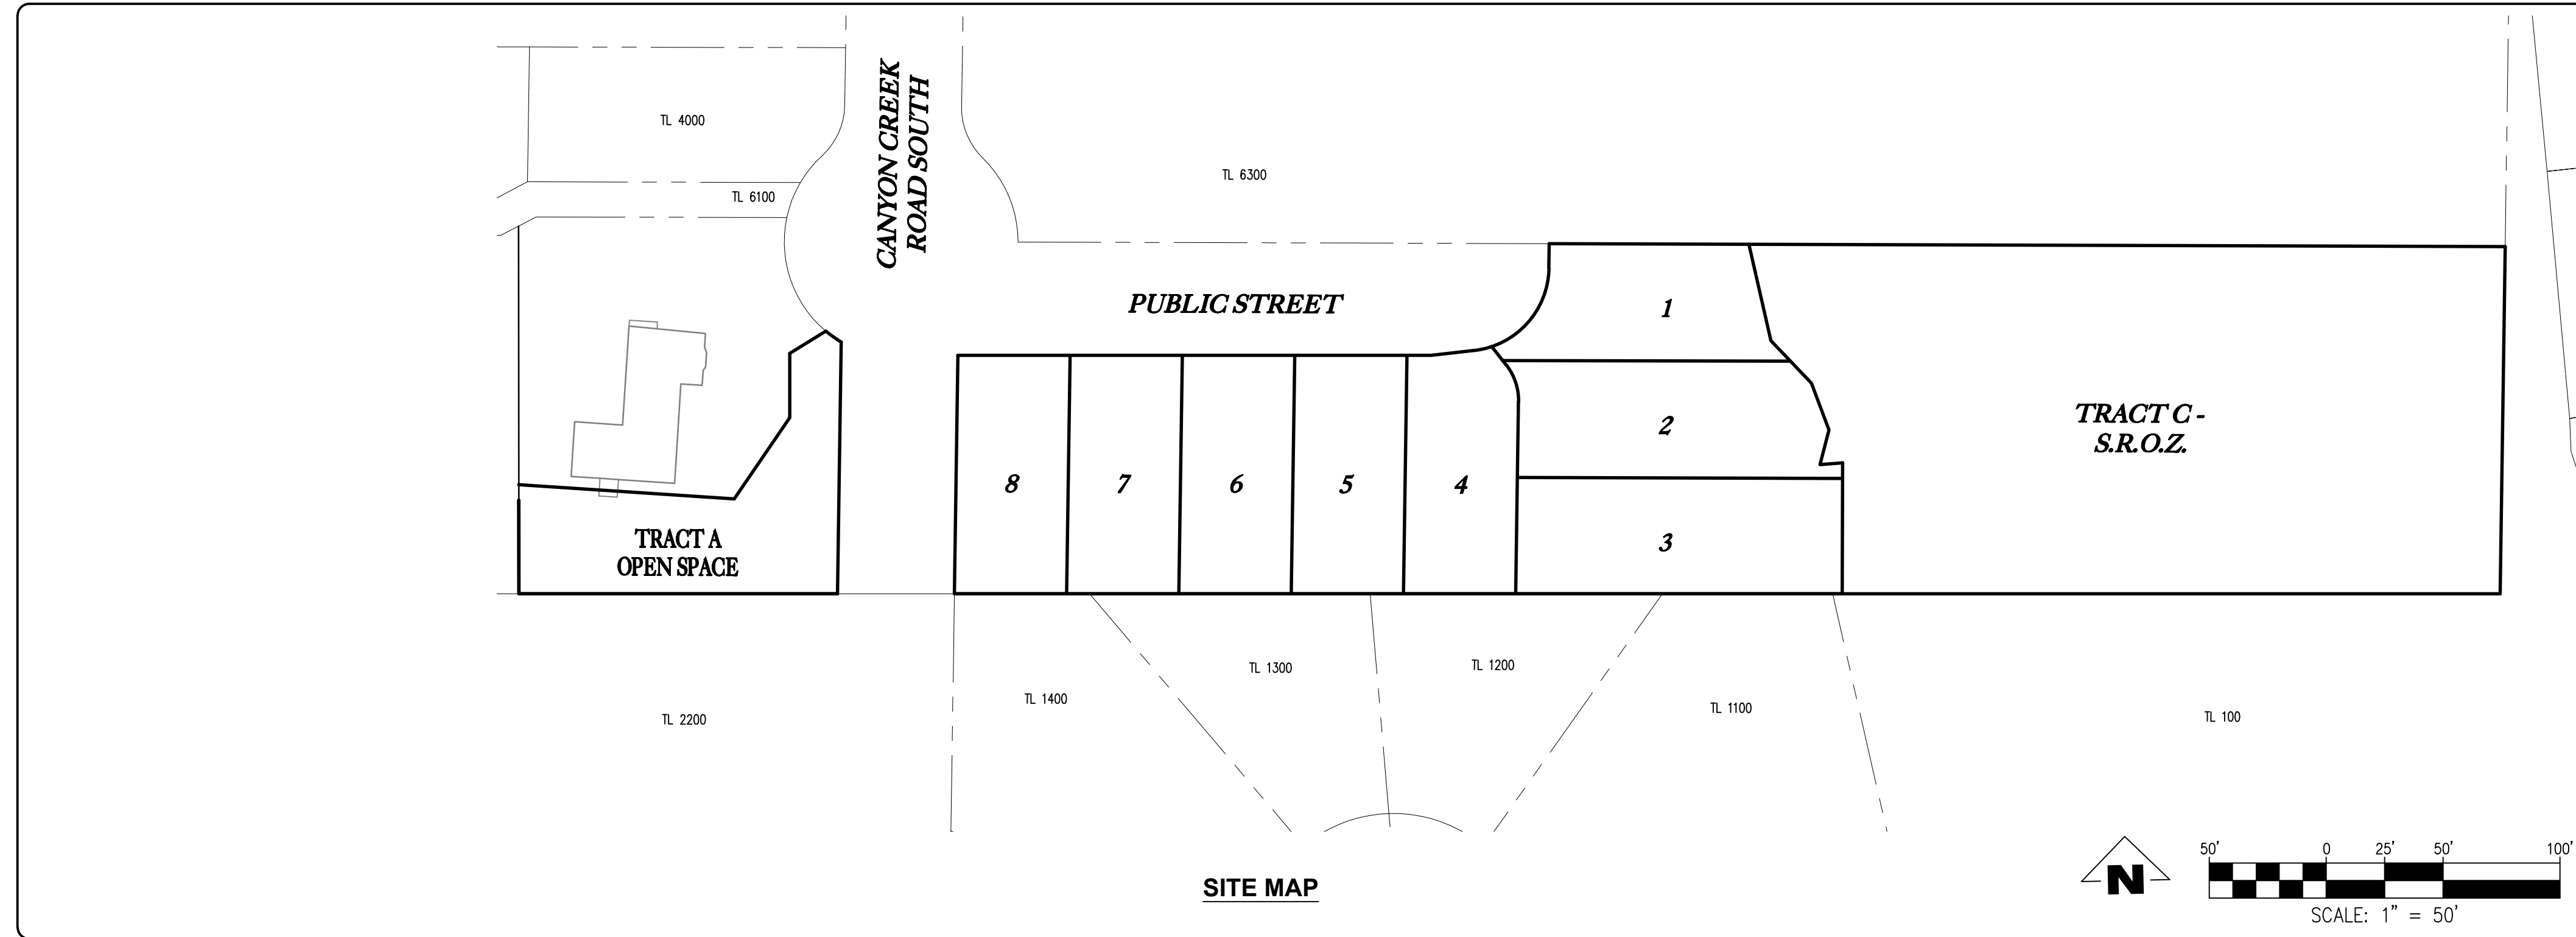 TL 4000
TL 6100
CANYON CREEK
ROAD SOUTH
TL 6300
PUBLIC STREET
1
2
3
4
5
6
7
8
TRACT C -
S.R.O.Z.
TRACT A
OPEN SPACE
TL 2200
TL 1400
TL 1300
TL 1200
TL 1100
TL 100
SITE MAP
N
50' 0 25' 50' 100'
SCALE: 1" = 50'